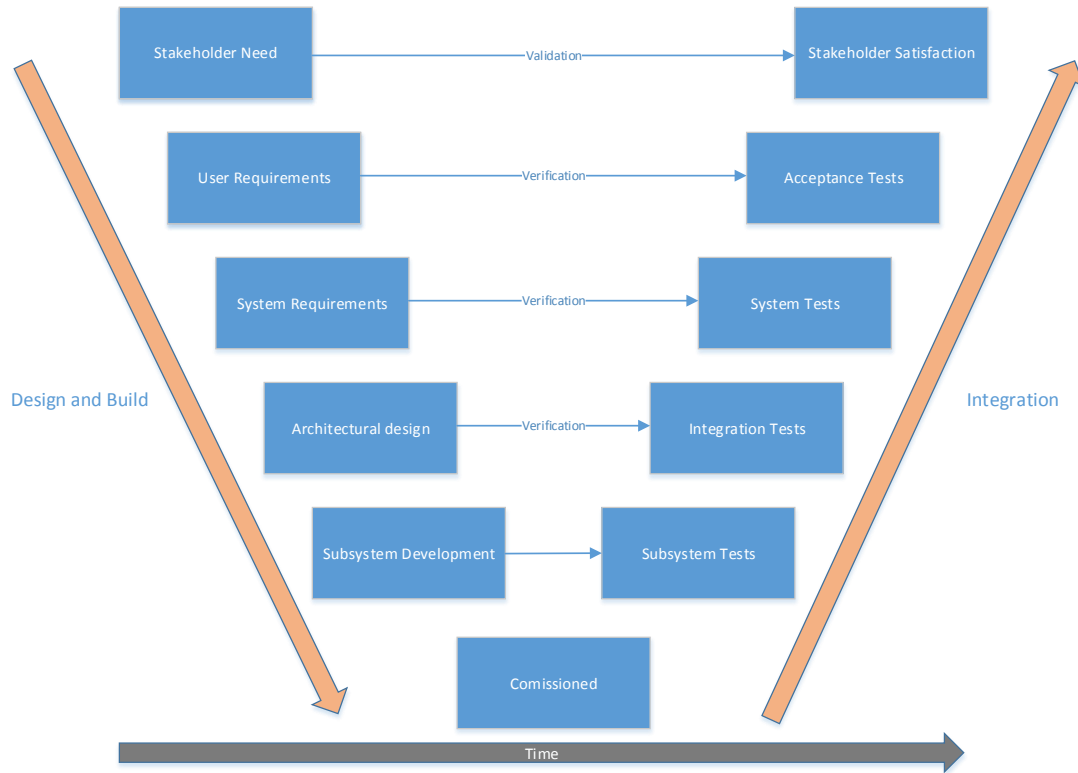 Stakeholder Need
Validation
Stakeholder Satisfaction
User Requirements
Verification
Acceptance Tests
System Requirements
Verification
System Tests
Design and Build
Integration
Architectural design
Verification
Integration Tests
Subsystem Development
Subsystem Tests
Comissioned
Time